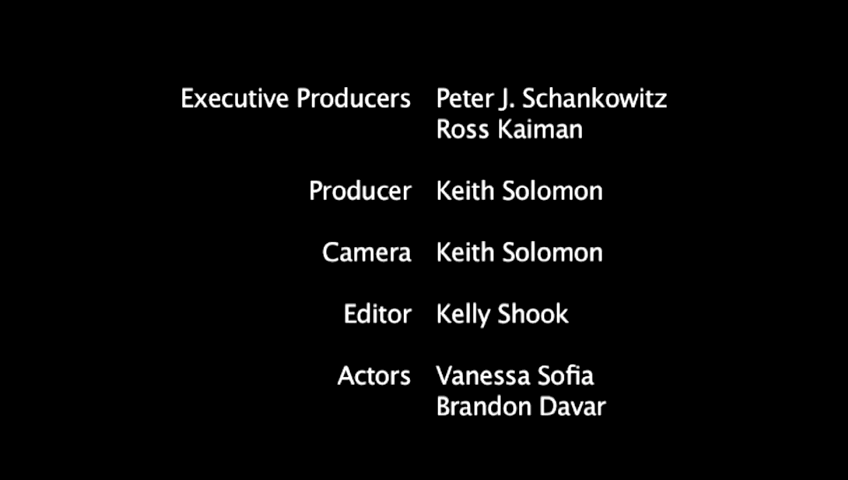 Executive Producers Peter J. Schankowitz
Ross Kaiman
Producer Keith Solomon
Camera Keith Solomon
Editor Kelly Shook
Actors Vanessa Sofia
Brandon Davar